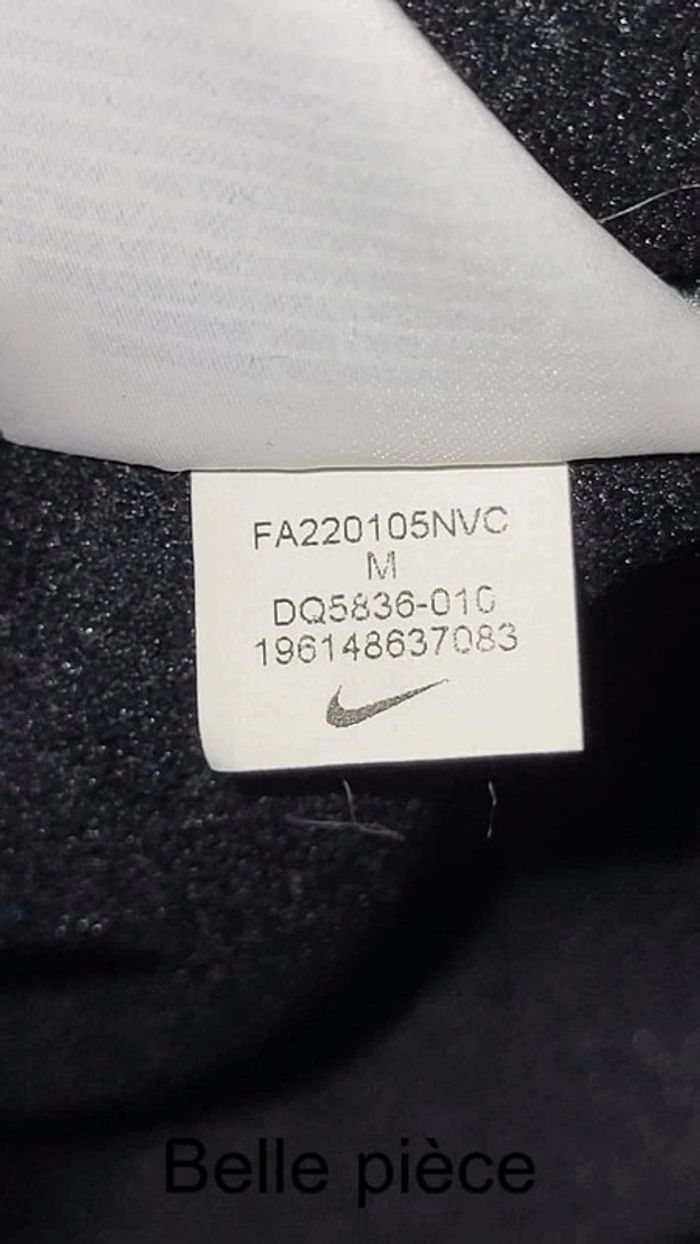 FA220105NVC
M
DQ5836-010
196148637083
Belle pièce